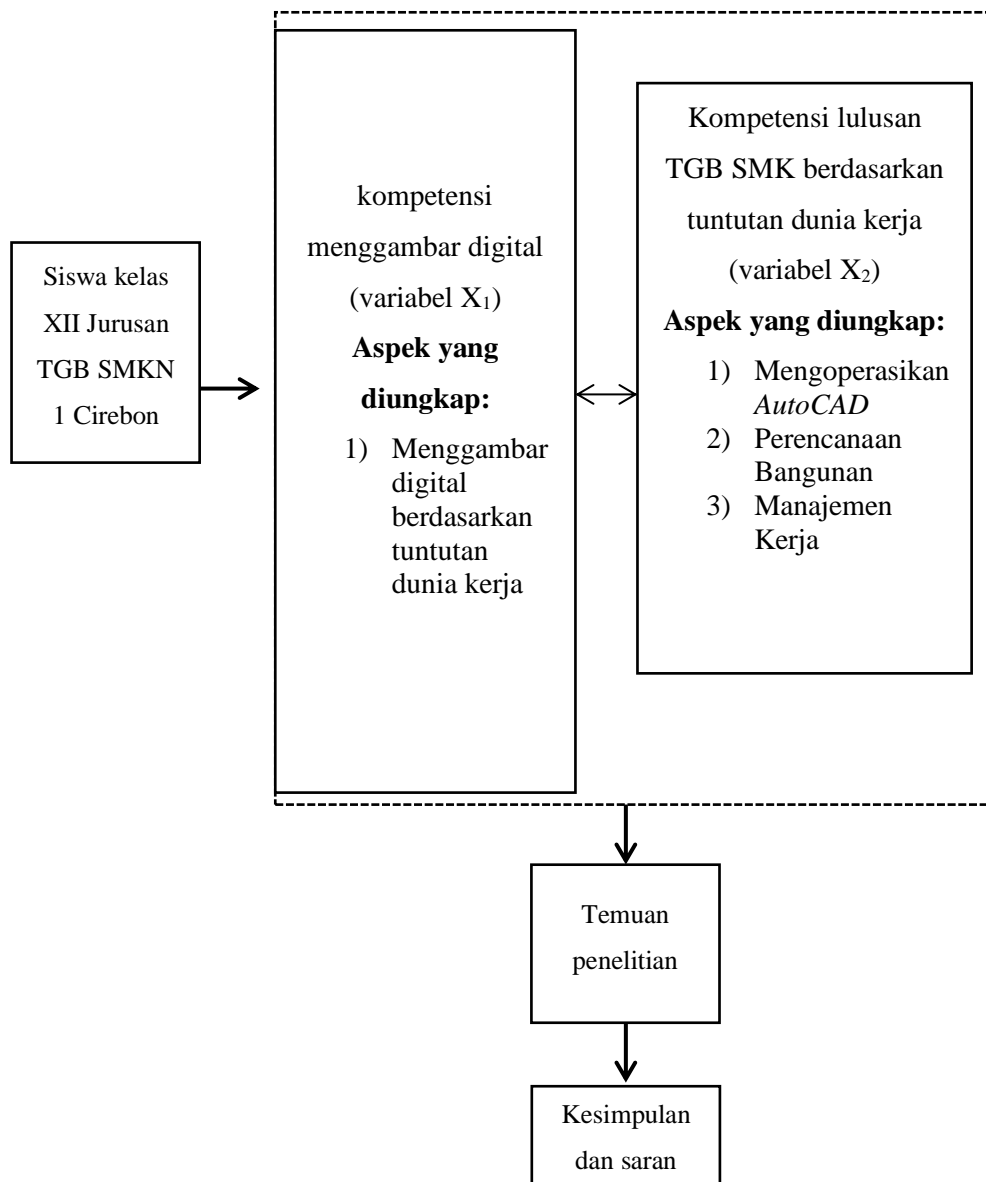 Siswa kelas
XII Jurusan
TGB SMKN
1 Cirebon
kompetensi
menggambar digital
(variabel X₁)
Aspek yang
diungkap:
1) Menggambar
digital
berdasarkan
tuntutan
dunia kerja
Kompetensi lulusan
TGB SMK berdasarkan
tuntutan dunia kerja
(variabel X₂)
Aspek yang diungkap:
1) Mengoperasikan
AutoCAD
2) Perencanaan
Bangunan
3) Manajemen
Kerja
Temuan
penelitian
Kesimpulan
dan saran